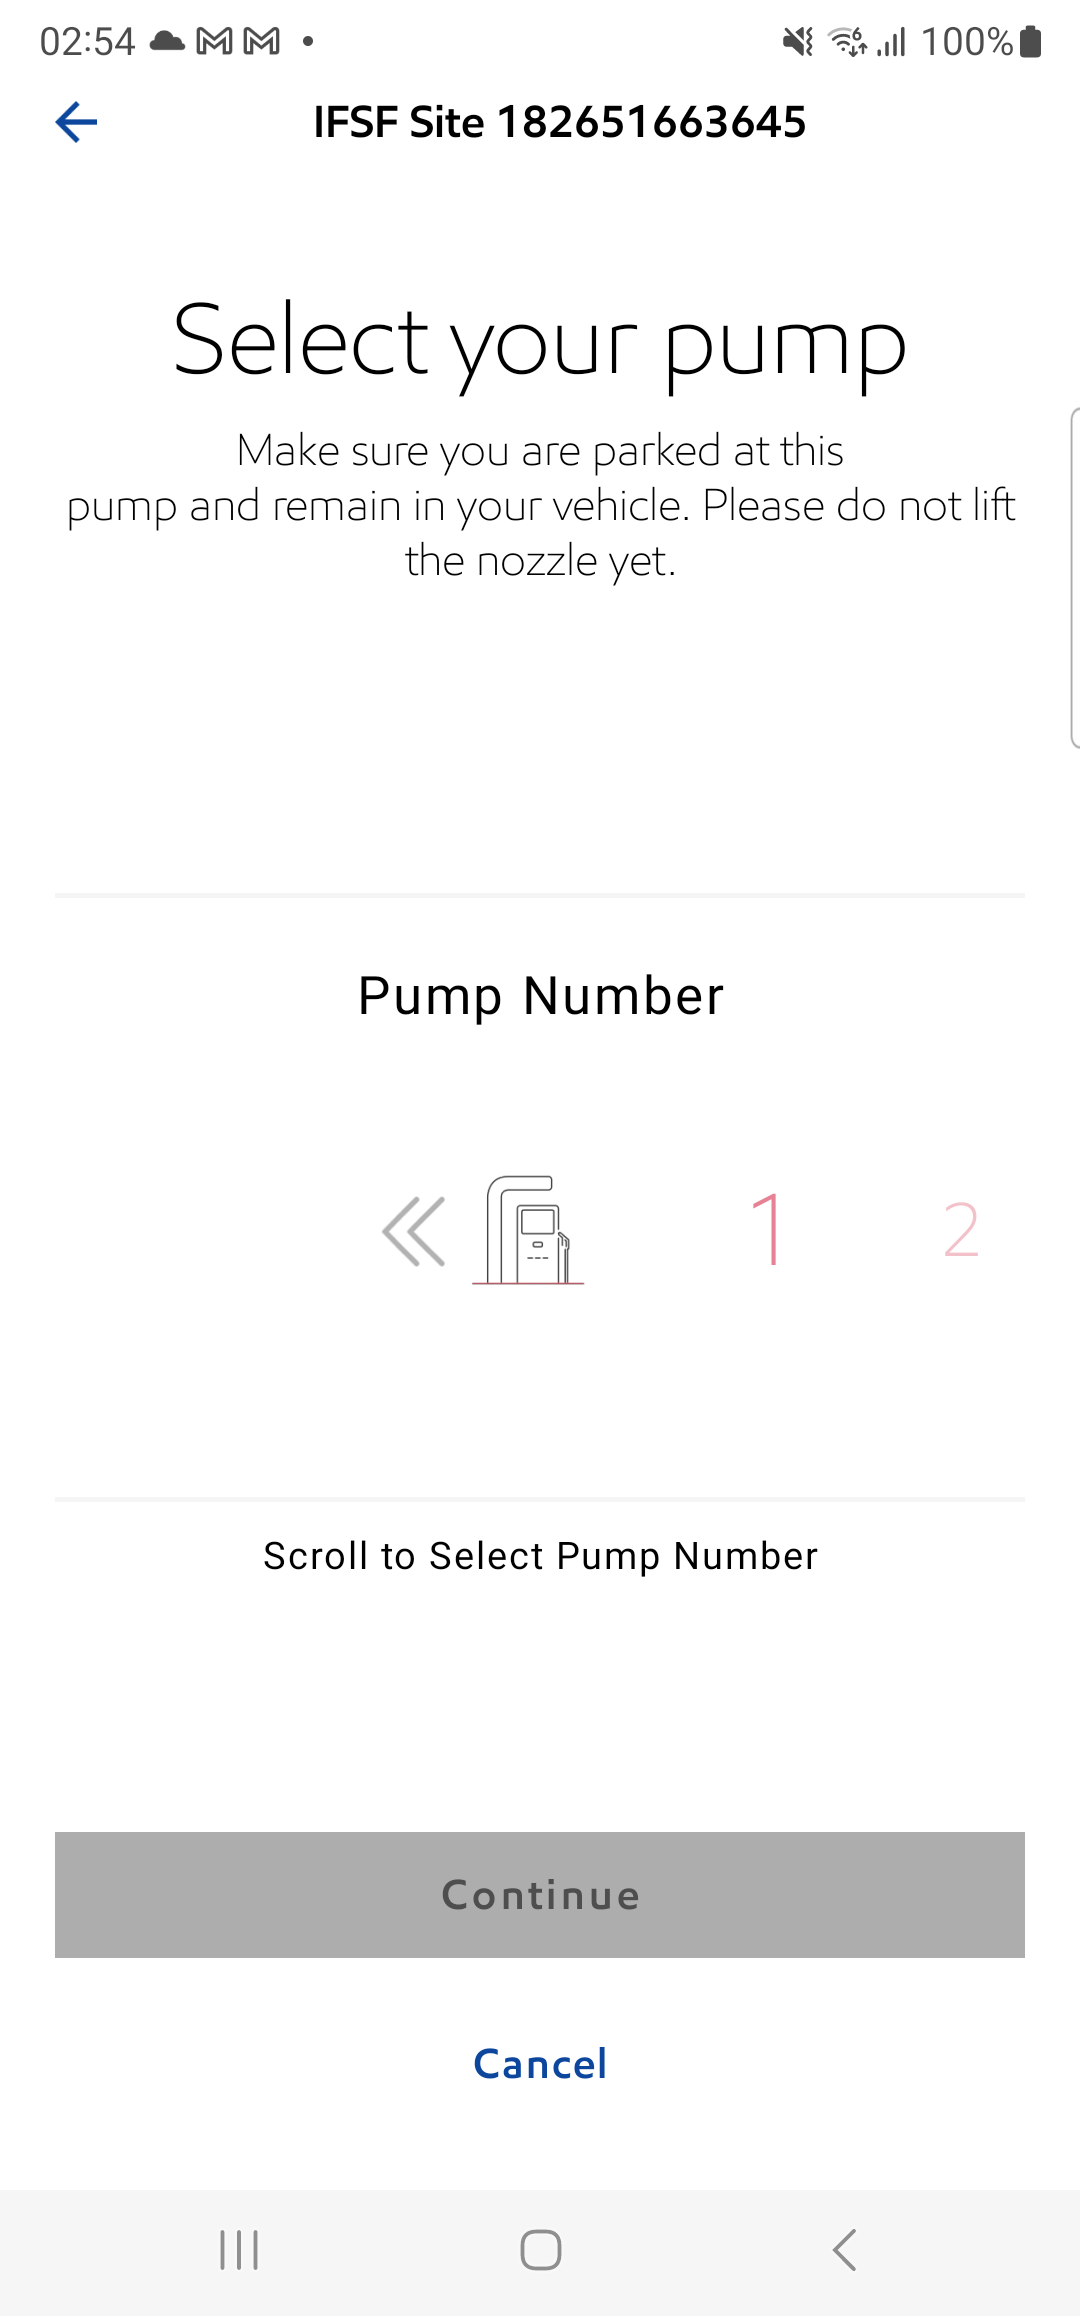 02:54
100%
IFSF Site 182651663645
Select your pump
Make sure you are parked at this
pump and remain in your vehicle. Please do not lift
the nozzle yet.
Pump Number
1 2
Scroll to Select Pump Number
Continue
Cancel